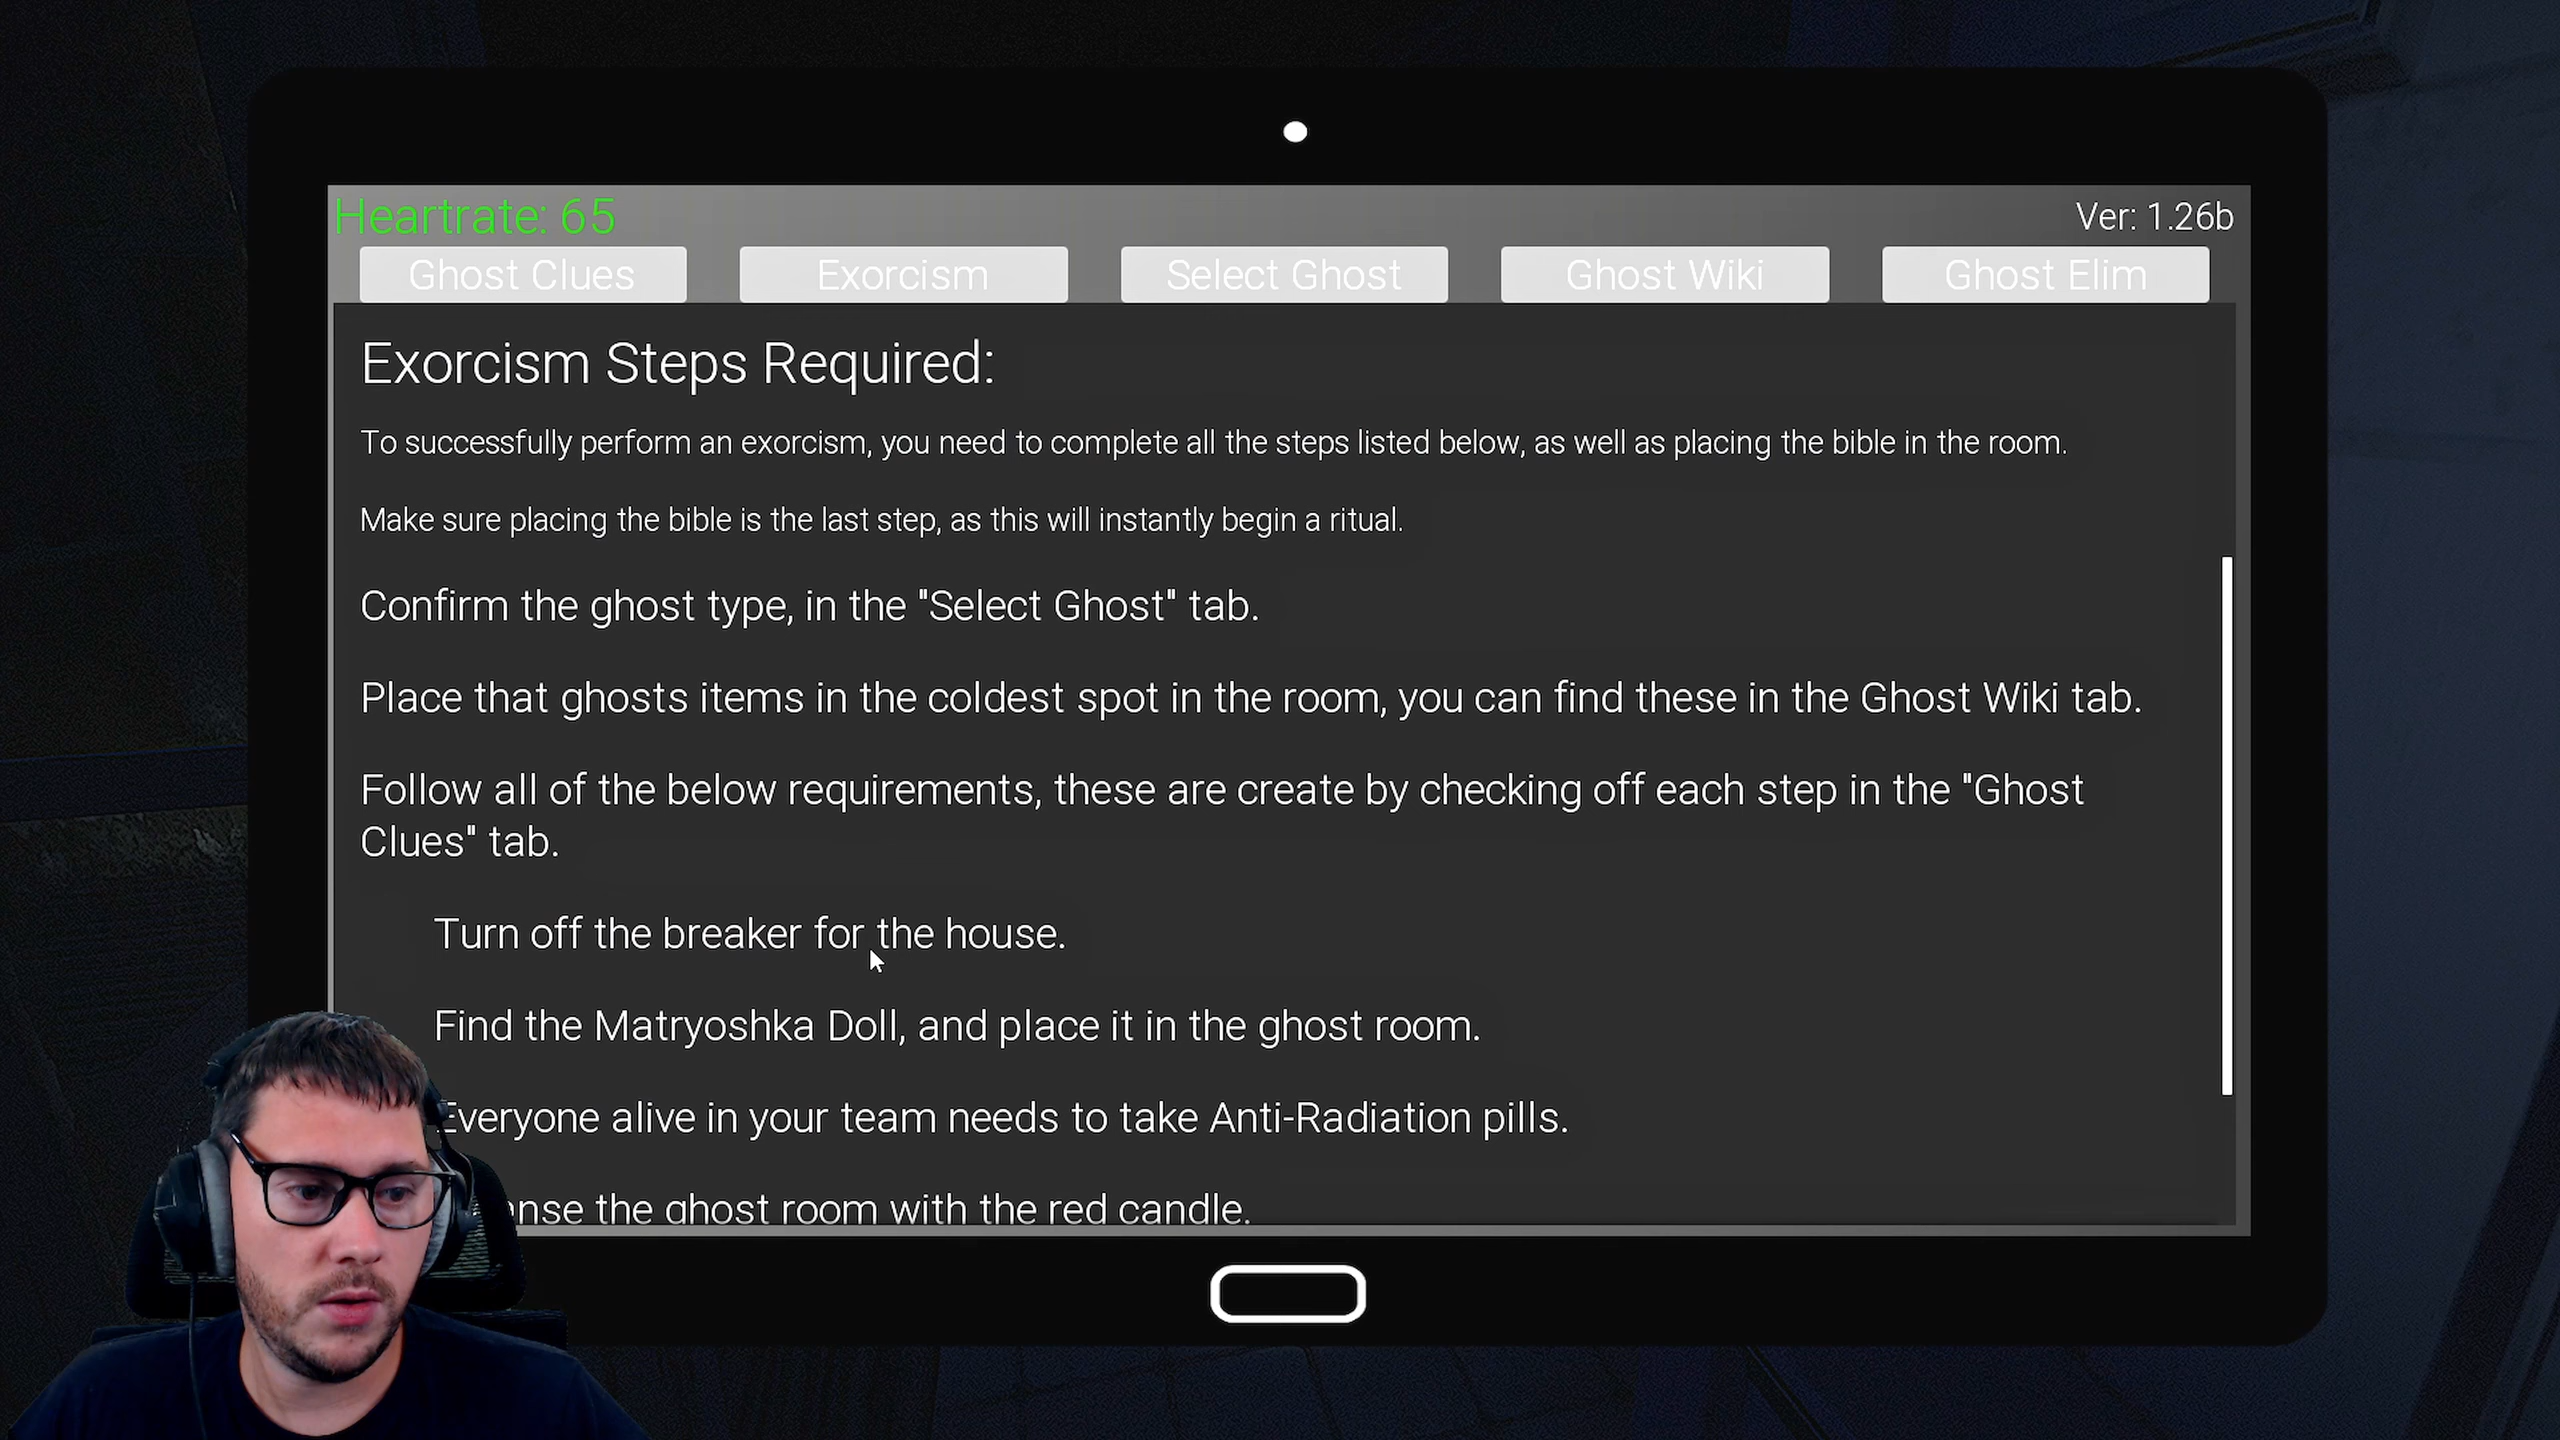 Heartrate: 65
Ver: 1.26b
Ghost Clues
Exorcism
Select Ghost
Ghost Wiki
Ghost Elim
Exorcism Steps Required:
To successfully perform an exorcism, you need to complete all the steps listed below, as well as placing the bible in the room.
Make sure placing the bible is the last step, as this will instantly begin a ritual.
Confirm the ghost type, in the "Select Ghost" tab.
Place that ghosts items in the coldest spot in the room, you can find these in the Ghost Wiki tab.
Follow all of the below requirements, these are create by checking off each step in the "Ghost
Clues" tab.
Turn off the breaker for the house.
Find the Matryoshka Doll, and place it in the ghost room.
Everyone alive in your team needs to take Anti-Radiation pills.
the ghost room with the red candle.